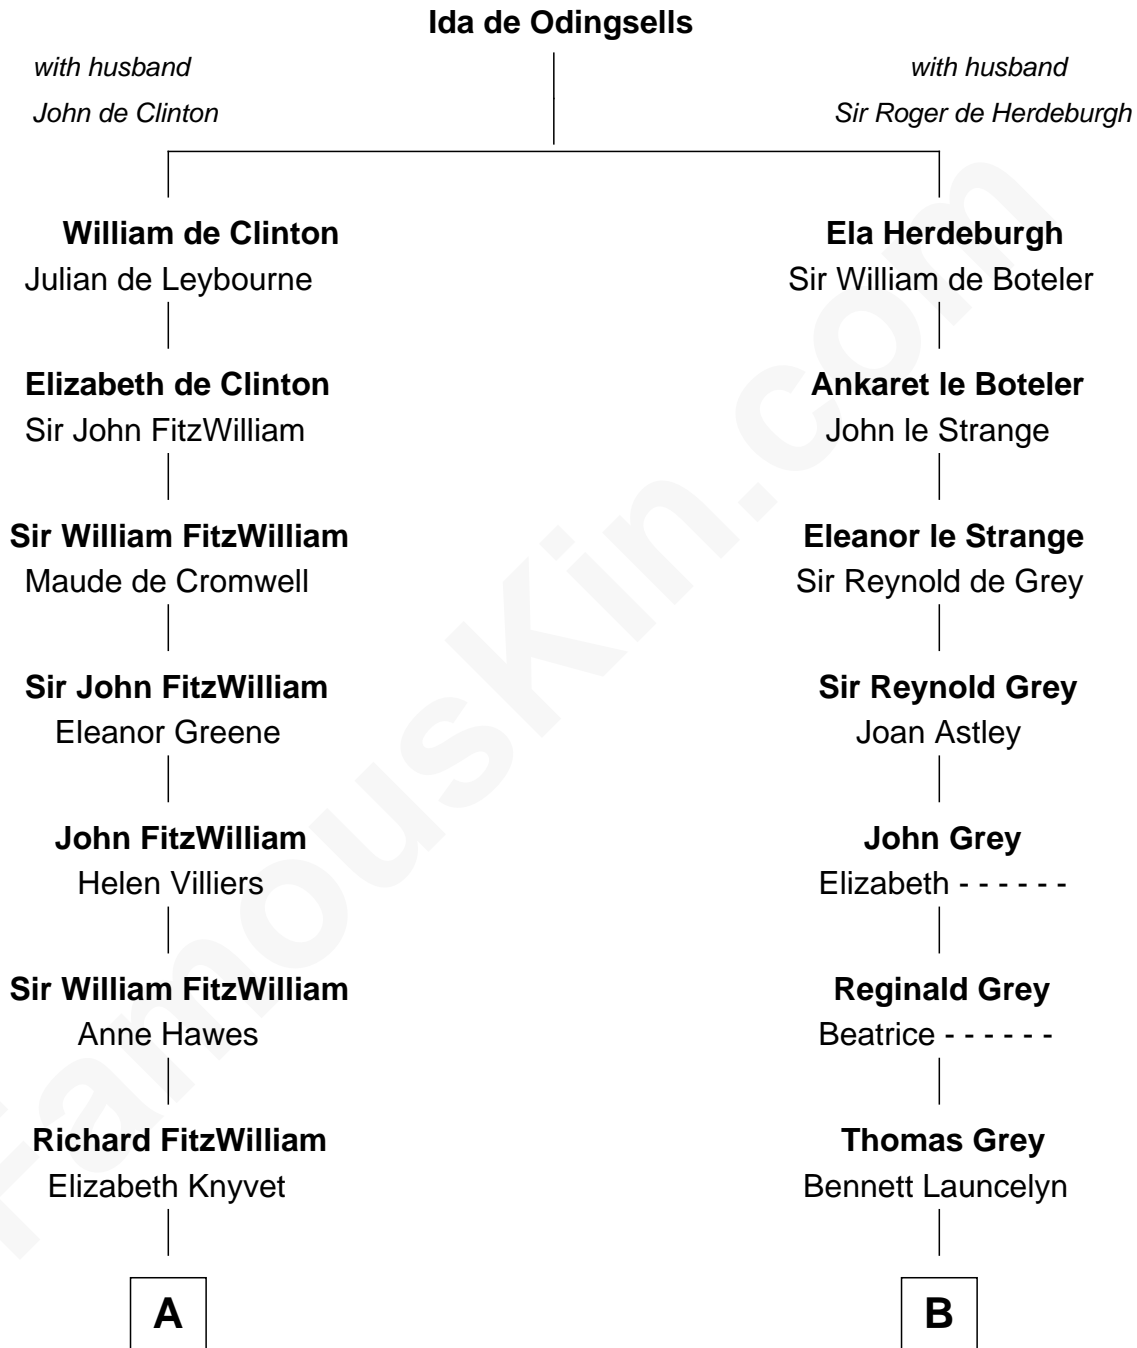 Ida de Odingsells
with husband
John de Clinton
with husband
Sir Roger de Herdeburgh
William de Clinton
Julian de Leybourne
Ela Herdeburgh
Sir William de Boteler
Elizabeth de Clinton
Sir John FitzWilliam
Ankaret le Boteler
John le Strange
Sir William FitzWilliam
Maude de Cromwell
Eleanor le Strange
Sir Reynold de Grey
Sir John FitzWilliam
Eleanor Greene
Sir Reynold Grey
Joan Astley
John FitzWilliam
Helen Villiers
John Grey
Elizabeth - - - - - -
Sir William FitzWilliam
Anne Hawes
Reginald Grey
Beatrice - - - - - -
Richard FitzWilliam
Elizabeth Knyvet
Thomas Grey
Bennett Launcelyn
A
B
FamousKin.com